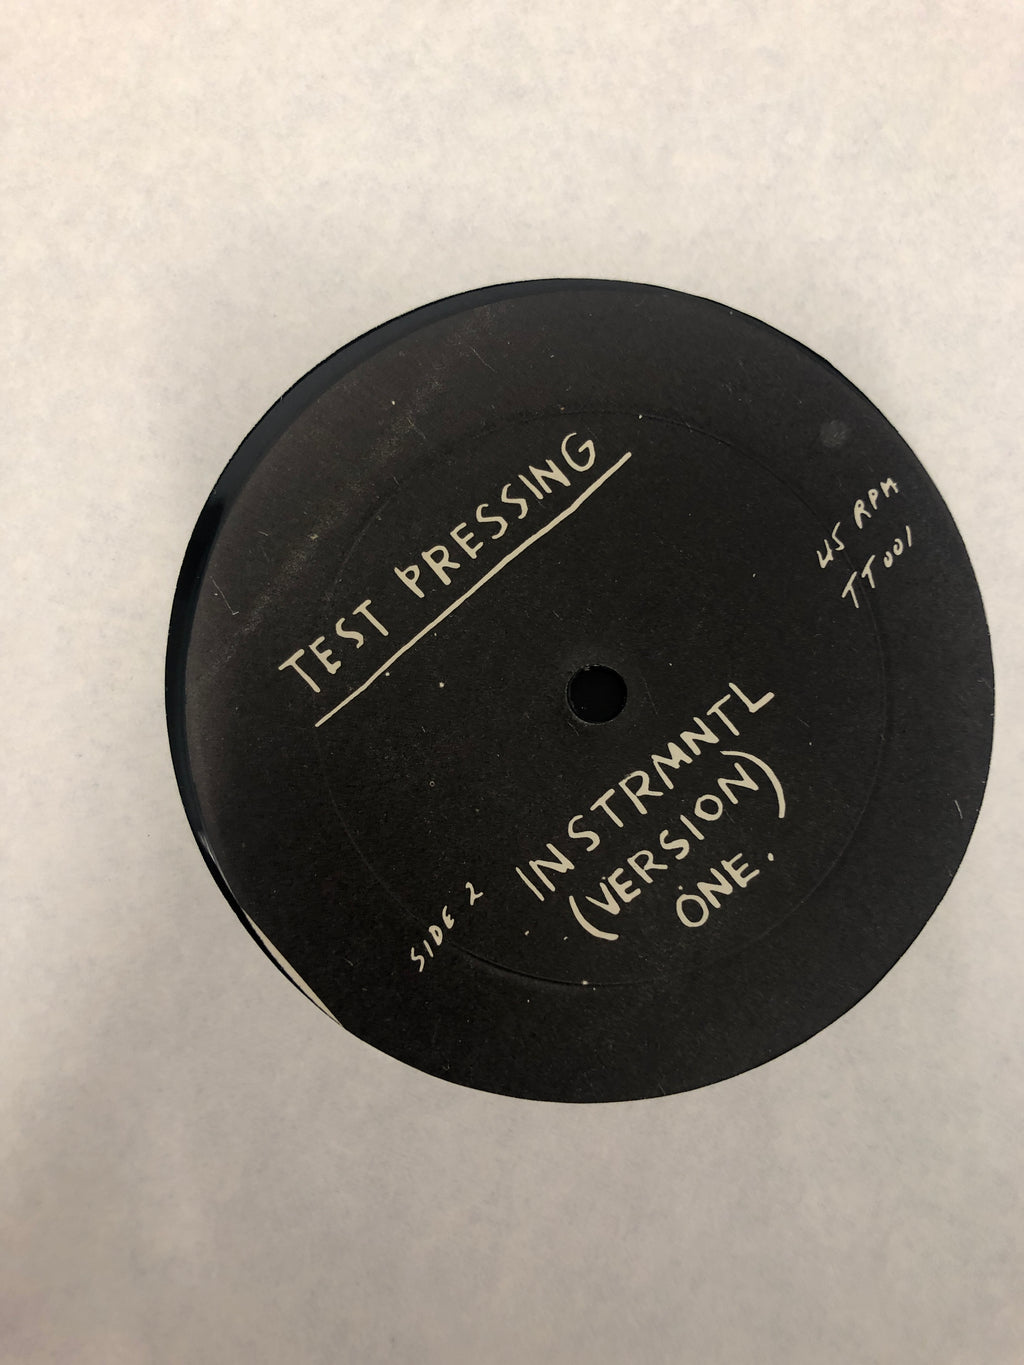 TEST PRESSING
45 RPM
TT001
INSTRMNTL
(VERSION)
ONE.
SIDE 2